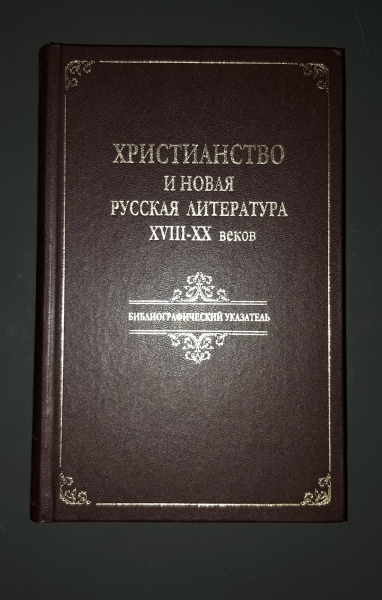 ХРИСТИАНСТВО
И НОВАЯ
РУССКАЯ ЛИТЕРАТУРА
XVIII-XX веков
БИБЛИОГРАФИЧЕСКИЙ УКАЗАТЕЛЬ